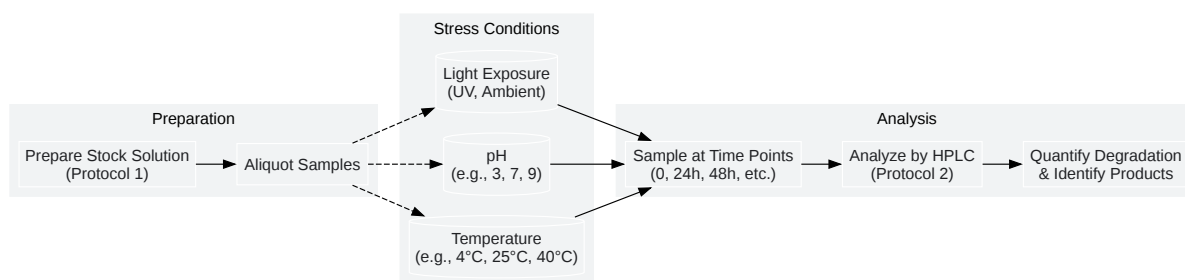 Preparation
Prepare Stock Solution
(Protocol 1)
Aliquot Samples
Stress Conditions
Light Exposure
(UV, Ambient)
pH
(e.g., 3, 7, 9)
Temperature
(e.g., 4°C, 25°C, 40°C)
Analysis
Sample at Time Points
(0, 24h, 48h, etc.)
Analyze by HPLC
(Protocol 2)
Quantify Degradation
& Identify Products